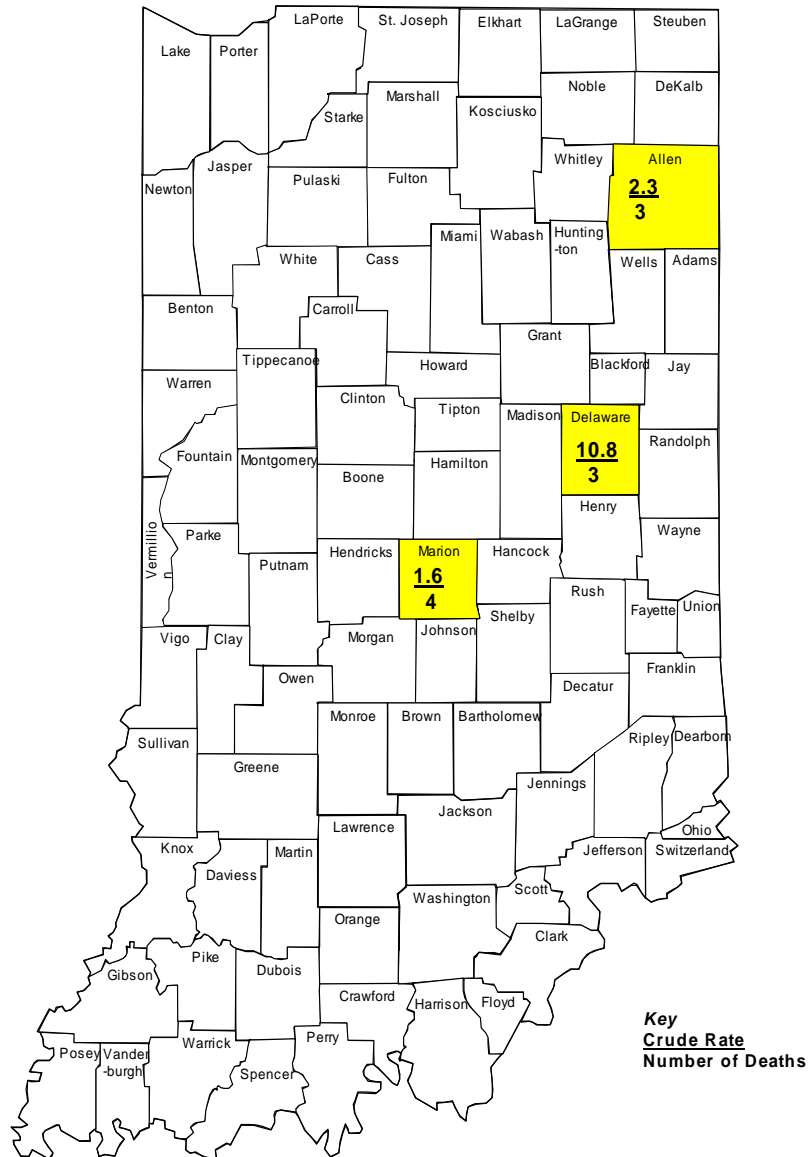 LaPorte
St. Joseph
Elkhart
LaGrange
Steuben
Lake
Porter
Noble
DeKalb
Marshall
Kosciusko
Starke
Whitley
Allen
2.3
3
Jasper
Newton
Pulaski
Fulton
Miami
Wabash
Hunting
-ton
Wells
Adams
White
Cass
Benton
Carroll
Grant
Tippecanoe
Howard
Blackford
Jay
Warren
Clinton
Tipton
Madison
Delaware
10.8
3
Randolph
Fountain
Montgomery
Boone
Hamilton
Henry
Wayne
Vermillio
n
Parke
Putnam
Hendricks
Marion
1.6
4
Hancock
Rush
Fayette
Union
Shelby
Vigo
Clay
Morgan
Johnson
Franklin
Owen
Decatur
Monroe
Brown
Bartholomew
Ripley
Dearborn
Sullivan
Greene
Jennings
Jackson
Lawrence
Ohio
Knox
Martin
Jefferson
Switzerland
Daviess
Washington
Scott
Orange
Clark
Pike
Dubois
Gibson
Crawford
Harrison
Floyd
Posey
Vander
-burgh
Warrick
Perry
Spencer
Key
Crude Rate
Number of Deaths